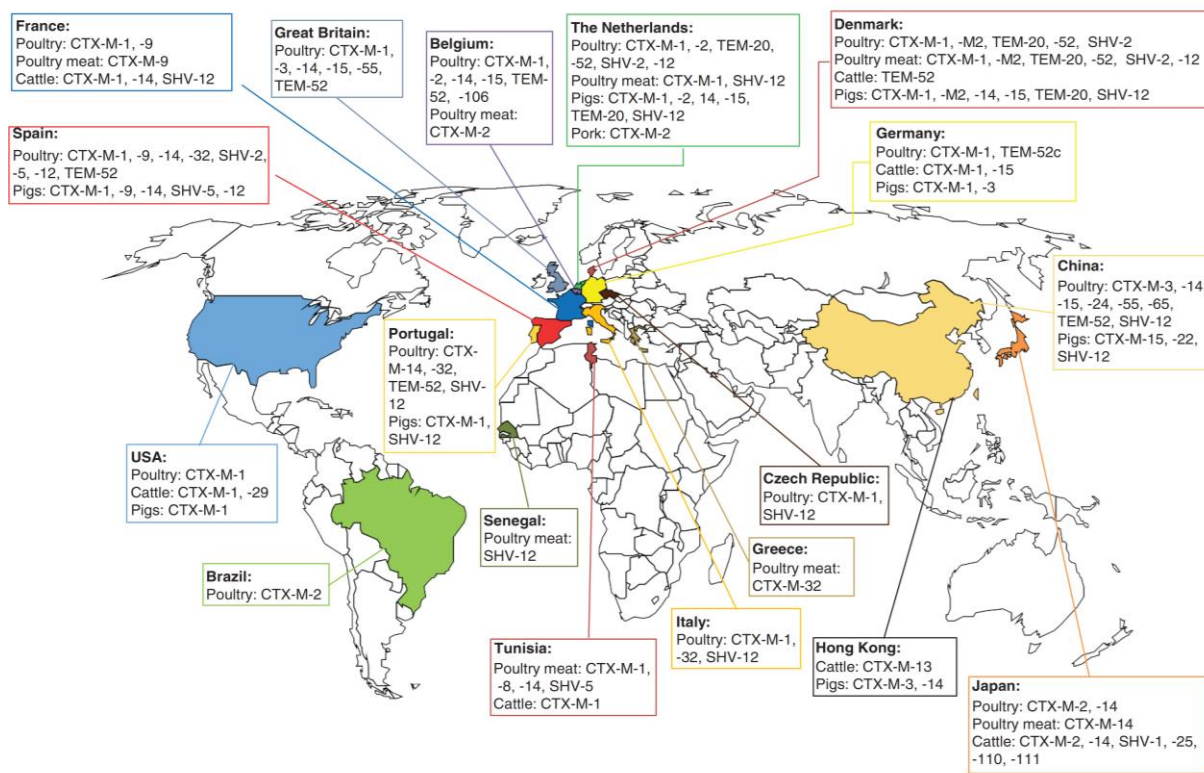 France:
Poultry: CTX-M-1, -9
Poultry meat: CTX-M-9
Cattle: CTX-M-1, -14, SHV-12
Great Britain:
Poultry: CTX-M-1,
-3, -14, -15, -55,
TEM-52
Belgium:
Poultry: CTX-M-1,
-2, -14, -15, TEM-
52, -106
Poultry meat:
CTX-M-2
The Netherlands:
Poultry: CTX-M-1, -2, TEM-20,
-52, SHV-2, -12
Poultry meat: CTX-M-1, SHV-12
Pigs: CTX-M-1, -2, 14, -15,
TEM-20, SHV-12
Pork: CTX-M-2
Denmark:
Poultry: CTX-M-1, -M2, TEM-20, -52, SHV-2
Poultry meat: CTX-M-1, -M2, TEM-20, -52, SHV-2, -12
Cattle: TEM-52
Pigs: CTX-M-1, -M2, -14, -15, TEM-20, SHV-12
Spain:
Poultry: CTX-M-1, -9, -14, -32, SHV-2,
-5, -12, TEM-52
Pigs: CTX-M-1, -9, -14, SHV-5, -12
Germany:
Poultry: CTX-M-1, TEM-52c
Cattle: CTX-M-1, -15
Pigs: CTX-M-1, -3
China:
Poultry: CTX-M-3, -14,
-15, -24, -55, -65,
TEM-52, SHV-12
Pigs: CTX-M-15, -22,
SHV-12
Portugal:
Poultry: CTX-
M-14, -32,
TEM-52, SHV-
12
Pigs: CTX-M-1,
SHV-12
USA:
Poultry: CTX-M-1
Cattle: CTX-M-1, -29
Pigs: CTX-M-1
Czech Republic:
Poultry: CTX-M-1,
SHV-12
Senegal:
Poultry meat:
SHV-12
Greece:
Poultry meat:
CTX-M-32
Brazil:
Poultry: CTX-M-2
Italy:
Poultry: CTX-M-1,
-32, SHV-12
Tunisia:
Poultry meat: CTX-M-1,
-8, -14, SHV-5
Cattle: CTX-M-1
Hong Kong:
Cattle: CTX-M-13
Pigs: CTX-M-3, -14
Japan:
Poultry: CTX-M-2, -14
Poultry meat: CTX-M-14
Cattle: CTX-M-2, -14, SHV-1, -25,
-110, -111